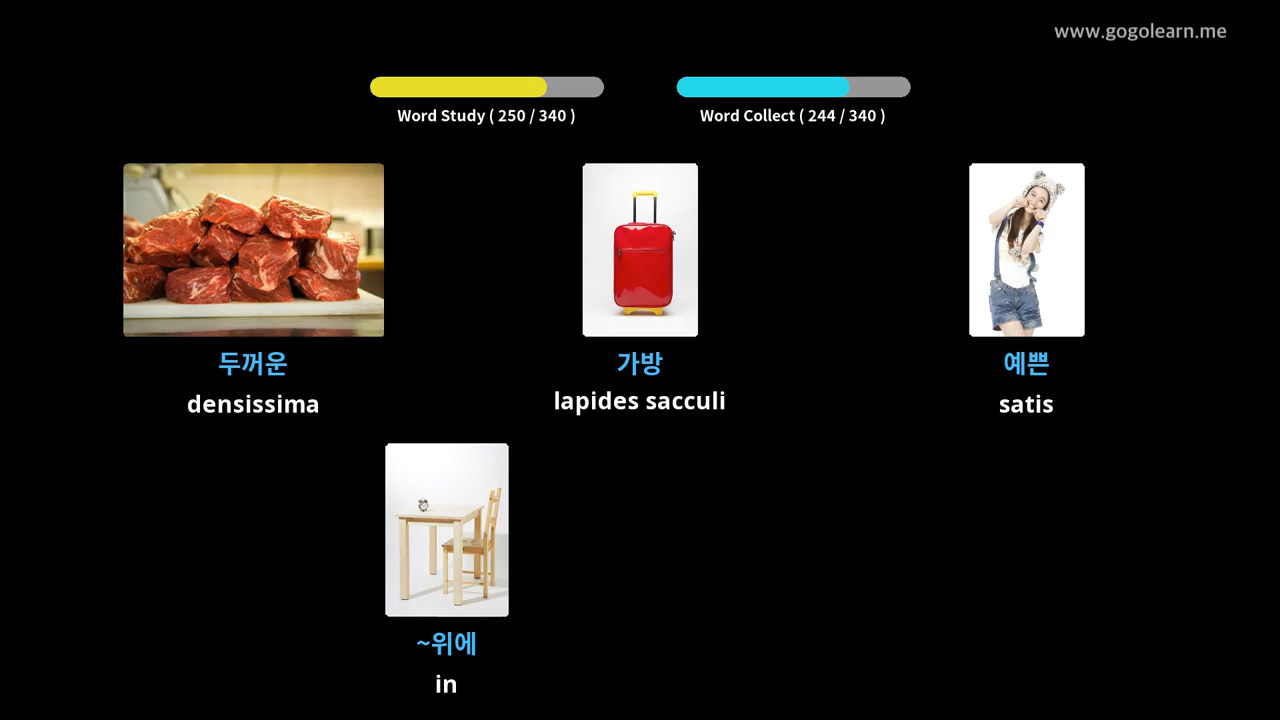 www.gogolearn.me
Word Study ( 250 / 340 )
Word Collect ( 244 / 340 )
두꺼운
densissima
가방
lapides sacculi
예쁜
satis
~위에
in